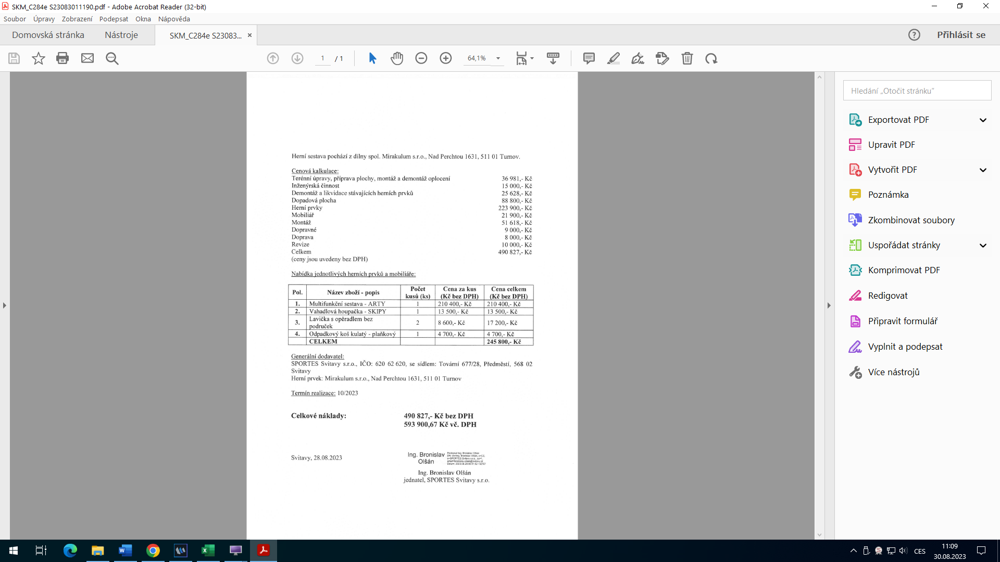 SKM_C284e S23083011190.pdf - Adobe Acrobat Reader (32-bit)
Soubor Úpravy Zobrazení Podepsat Okna Nápověda
Domovská stránka Nástroje SKM_C284e S23083... × Přihlásit se
1 / 1 64,1%
Herní sestava pochází z dílny spol. Mirakulum s.r.o., Nad Perchtou 1631, 511 01 Turnov.
Cenová kalkulace:
Terénní úpravy, příprava plochy, montáž a demontáž oplocení 36 981,- Kč
Inženýrská činnost 15 000,- Kč
Demontáž a likvidace stávajících herních prvků 25 628,- Kč
Dopadová plocha 88 800,- Kč
Herní prvky 223 900,- Kč
Mobiliář 21 900,- Kč
Montáž 51 618,- Kč
Dopravné 9 000,- Kč
Doprava 8 000,- Kč
Revize 10 000,- Kč
Celkem 490 827,- Kč
(ceny jsou uvedeny bez DPH)
Nabídka jednotlivých herních prvků a mobiliáře:
Pol. Název zboží - popis Počet kusů (ks) Cena za kus (Kč bez DPH) Cena celkem (Kč bez DPH)
1. Multifunkční sestava - ARTY 1 210 400,- Kč 210 400,- Kč
2. Vahadlová houpačka - SKIPY 1 13 500,- Kč 13 500,- Kč
3. Lavička s opěradlem bez područek 2 8 600,- Kč 17 200,- Kč
4. Odpadkový koš kulatý - plaňkový 1 4 700,- Kč 4 700,- Kč
CELKEM 245 800,- Kč
Generální dodavatel:
SPORTES Svitavy s.r.o., IČO: 620 62 620, se sídlem: Tovární 677/28, Předměstí, 568 02
Svitavy
Herní prvek: Mirakulum s.r.o., Nad Perchtou 1631, 511 01 Turnov
Termín realizace: 10/2023
Celkové náklady: 490 827,- Kč bez DPH
593 900,67 Kč vč. DPH
Svitavy, 28.08.2023
Ing. Bronislav
Olšán
Podepsal Ing. Bronislav Olšán
Ing. Bronislav Olšán
jednatel, SPORTES Svitavy s.r.o.
Hledání „Otočit stránku“
Exportovat PDF
Upravit PDF
Vytvořit PDF
Poznámka
Zkombinovat soubory
Uspořádat stránky
Komprimovat PDF
Redigovat
Připravit formulář
Vyplnit a podepsat
Více nástrojů
CES
11:09
30.08.2023